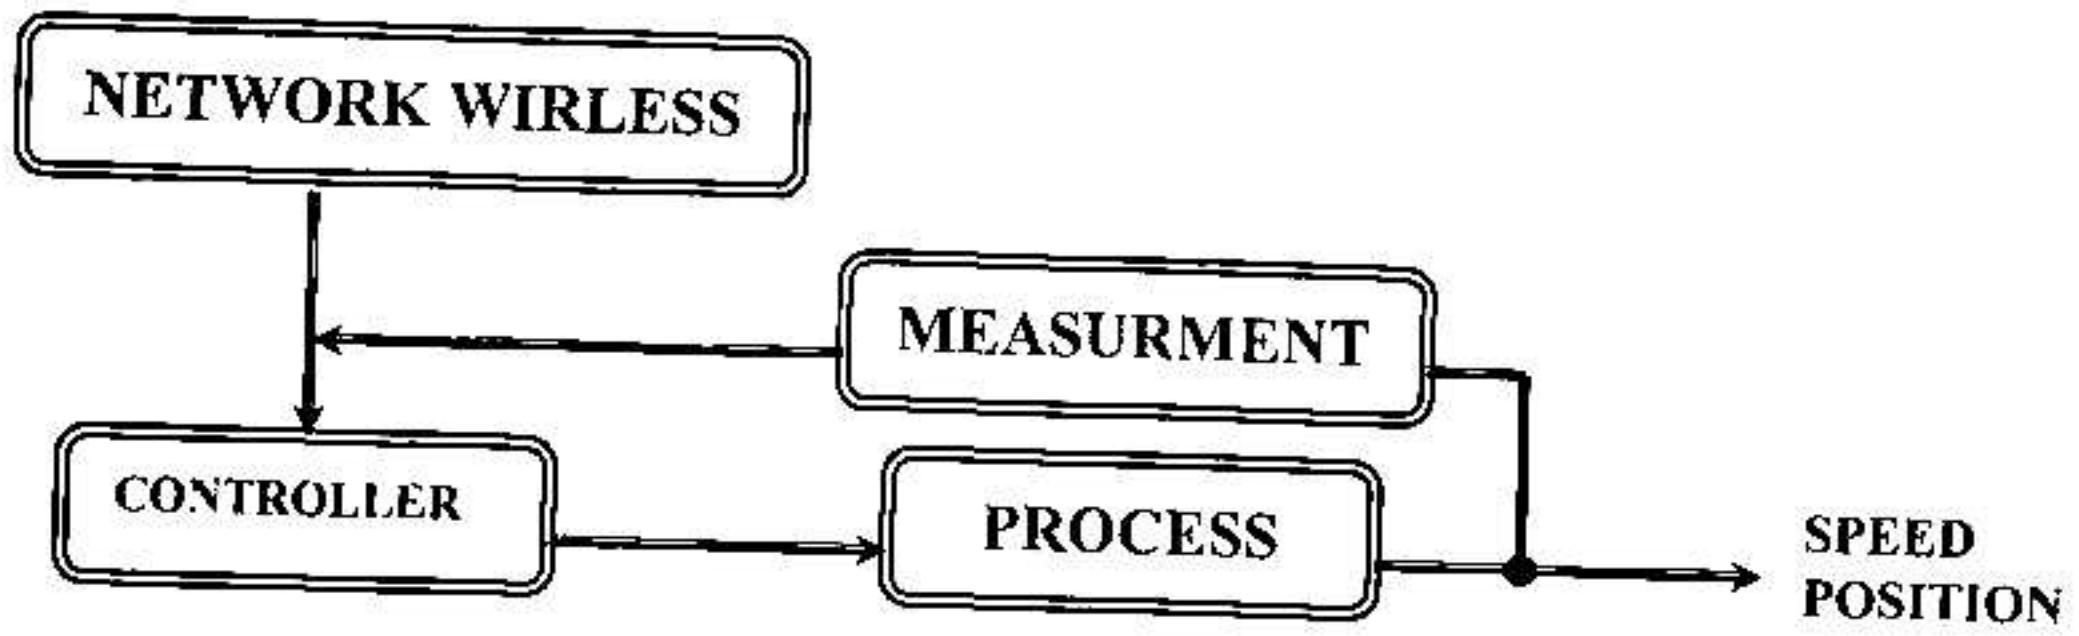 NETWORK WIRLESS
MEASURMENT
CONTROLLER
PROCESS
SPEED
POSITION